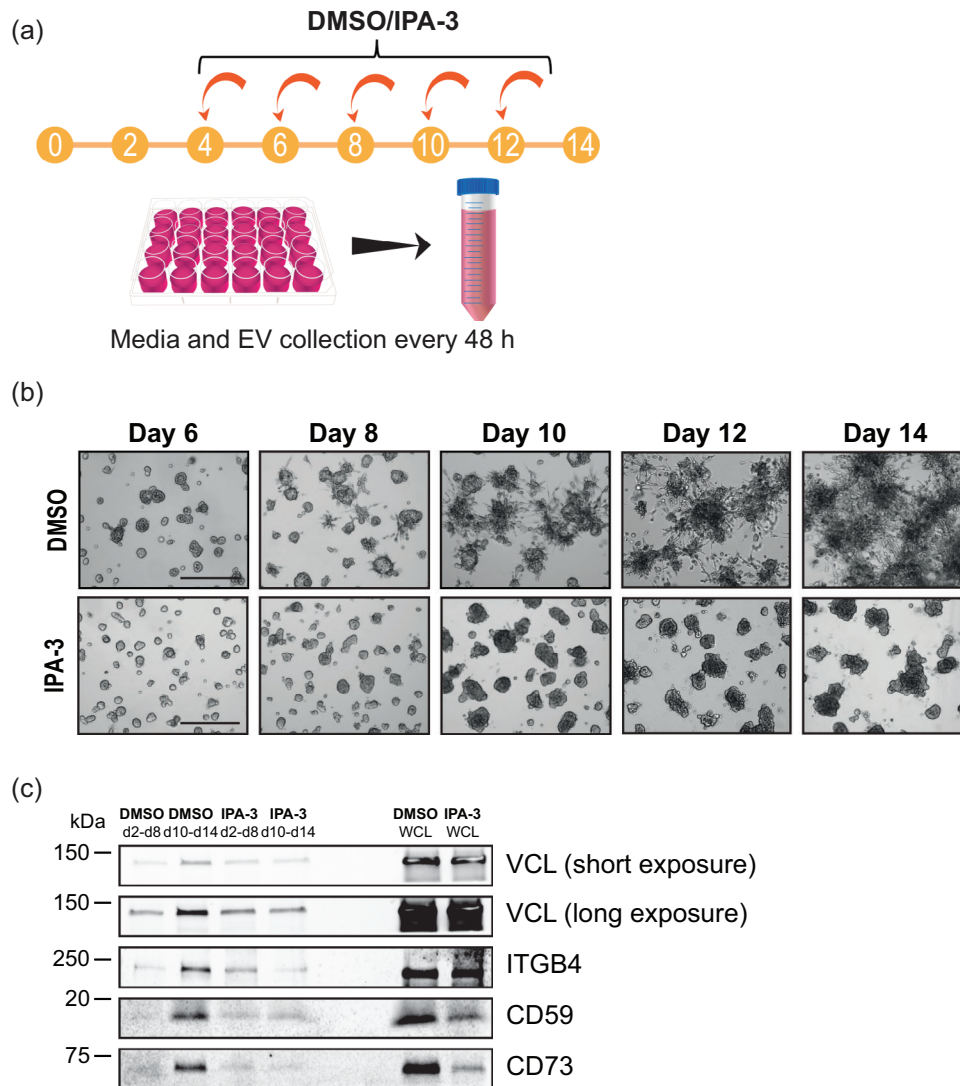 (a)
DMSO/IPA-3
0 2 4 6 8 10 12 14
Media and EV collection every 48 h
(b)
Day 6 Day 8 Day 10 Day 12 Day 14
DMSO
IPA-3
(c)
DMSO DMSO IPA-3 IPA-3 DMSO IPA-3
kDa d2-d8 d10-d14 d2-d8 d10-d14 WCL WCL
150 VCL (short exposure)
150 VCL (long exposure)
250 ITGB4
20 CD59
75 CD73